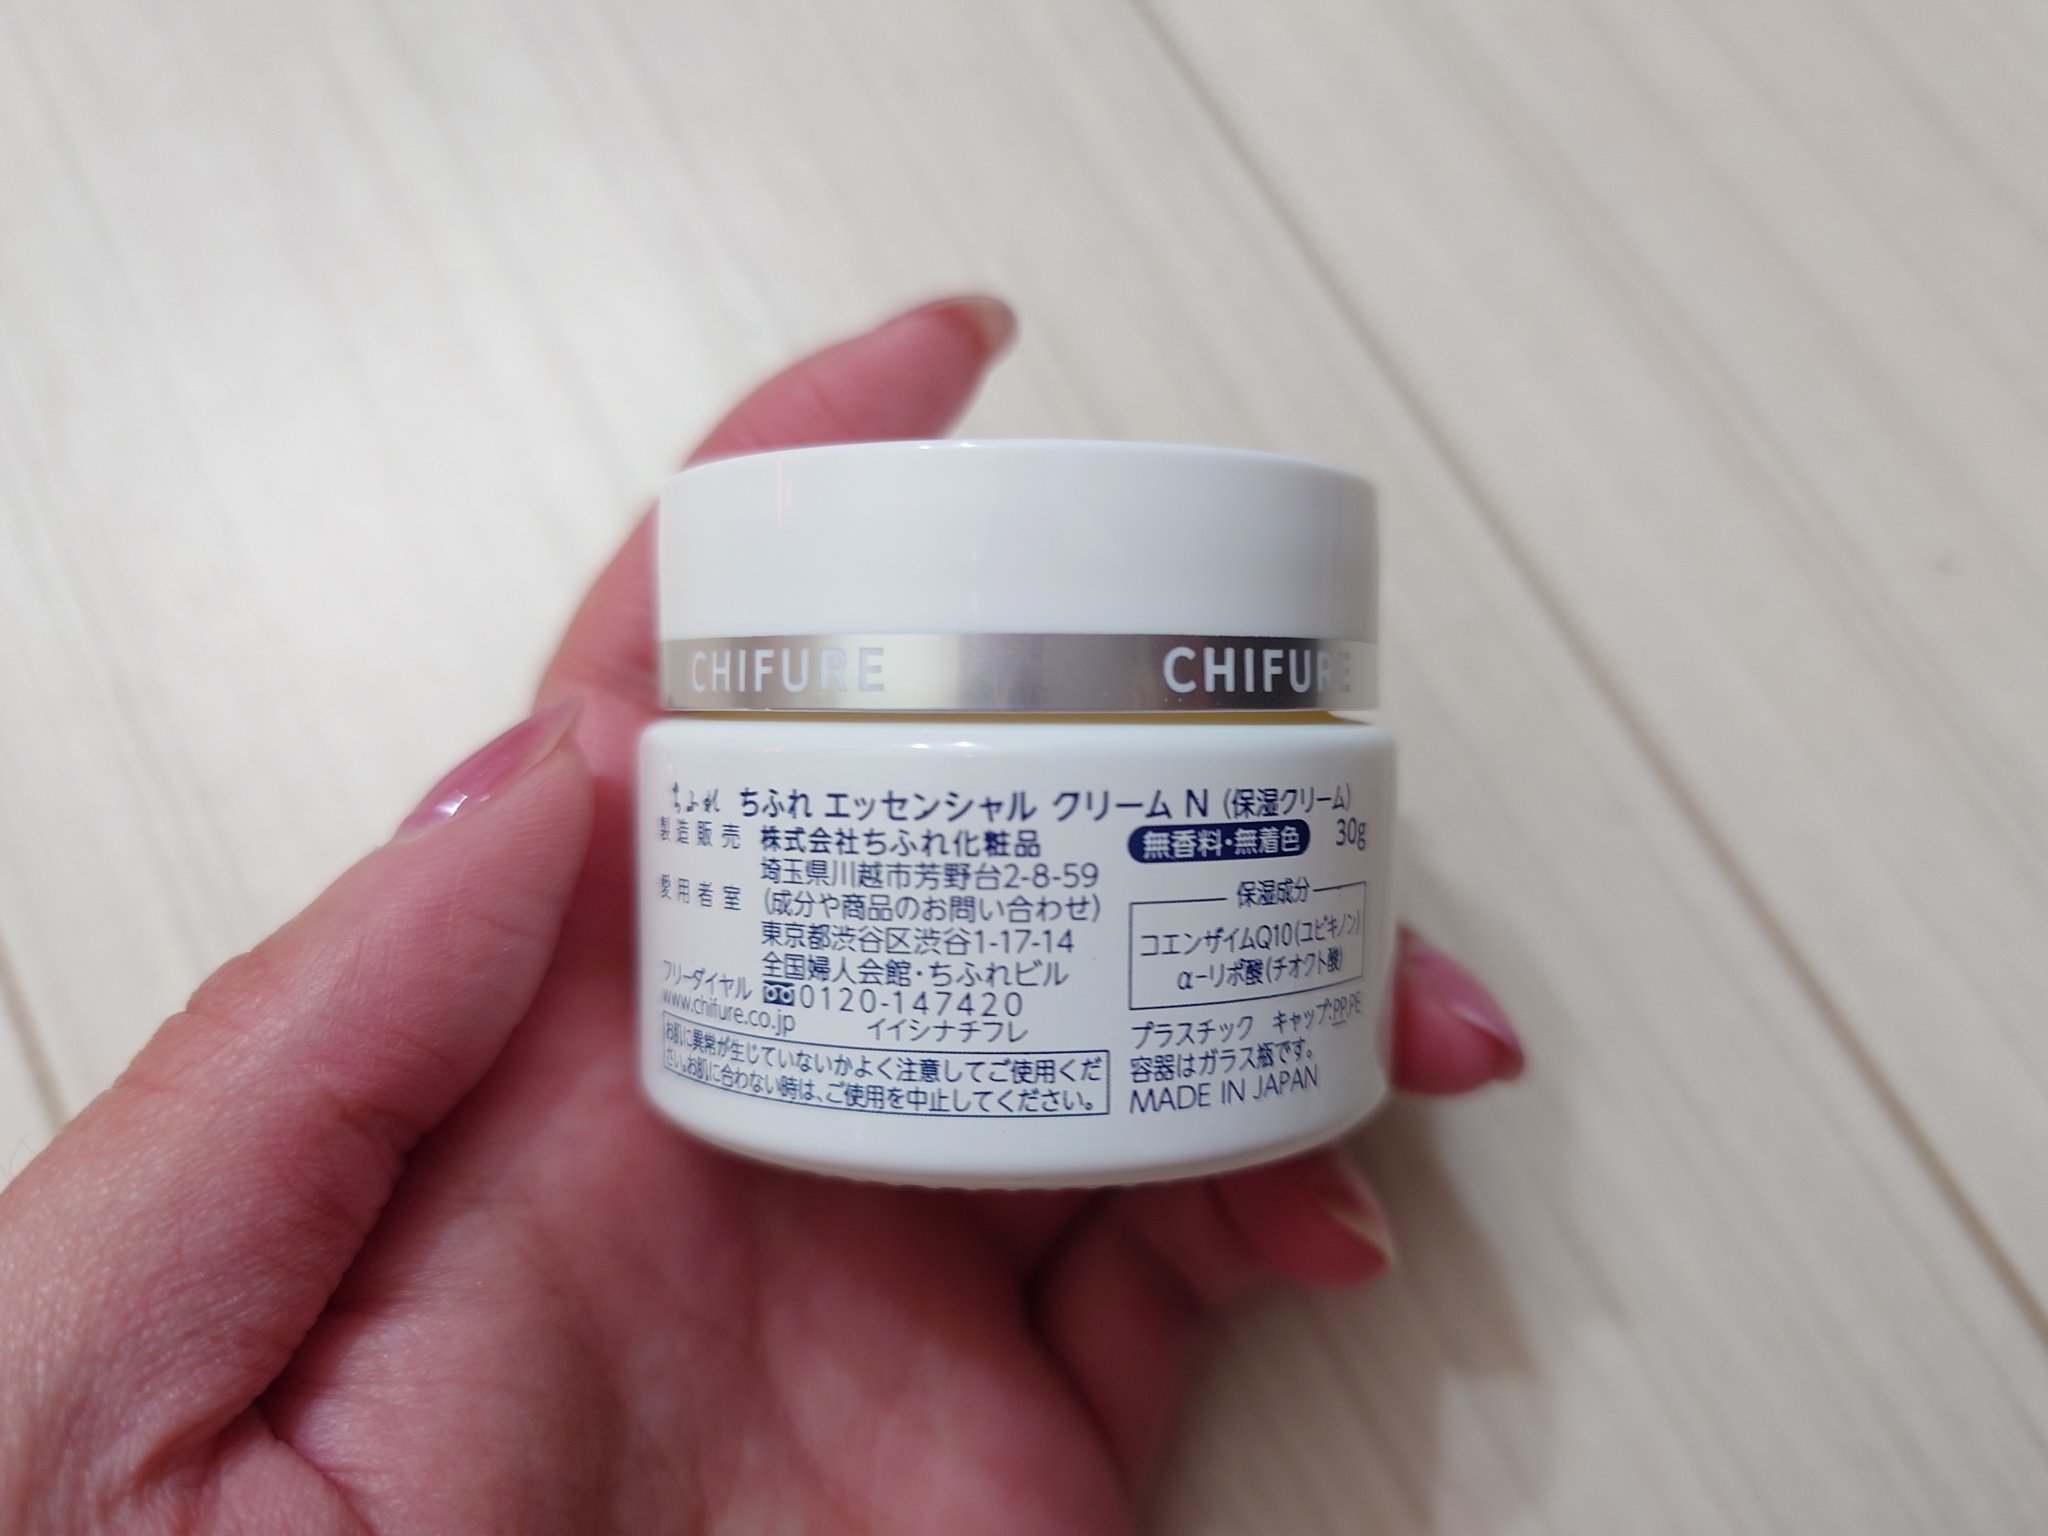 CHIFURE CHIFURE
ちふれ ちふれ エッセンシャル クリーム N (保湿クリーム)
製造販売 株式会社ちふれ化粧品
埼玉県川越市芳野台2-8-59
愛用者室 (成分や商品のお問い合わせ)
東京都渋谷区渋谷1-17-14
全国婦人会館・ちふれビル
フリーダイヤル 0120-147420
www.chifure.co.jp イイシナチフレ
お肌に異常が生じていないかよく注意してご使用くだ
さい。お肌に合わない時は、ご使用を中止してください。
無香料・無着色 30g
保湿成分
コエンザイムQ10(ユビキノン)
α-リポ酸(チオクト酸)
プラスチック キャップ:PP,PE
容器はガラス瓶です。
MADE IN JAPAN